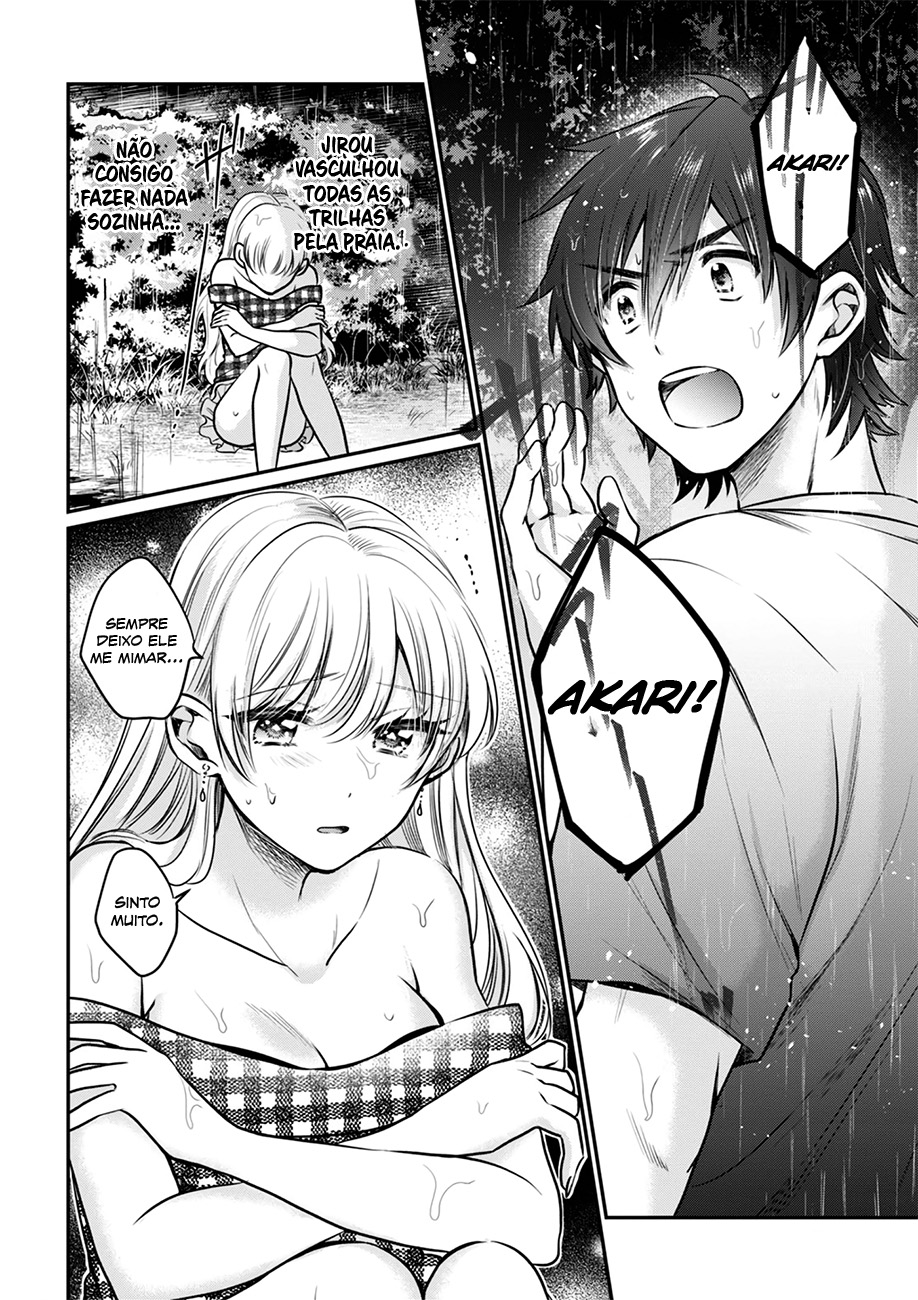 AKARI!
AKARI!
JIROU
VASCULHOU
TODAS AS
TRILHAS
PELA PRAIA.
NÃO
CONSIGO
FAZER NADA
SOZINHA...
SEMPRE
DEIXO ELE
ME MIMAR...
SINTO
MUITO.